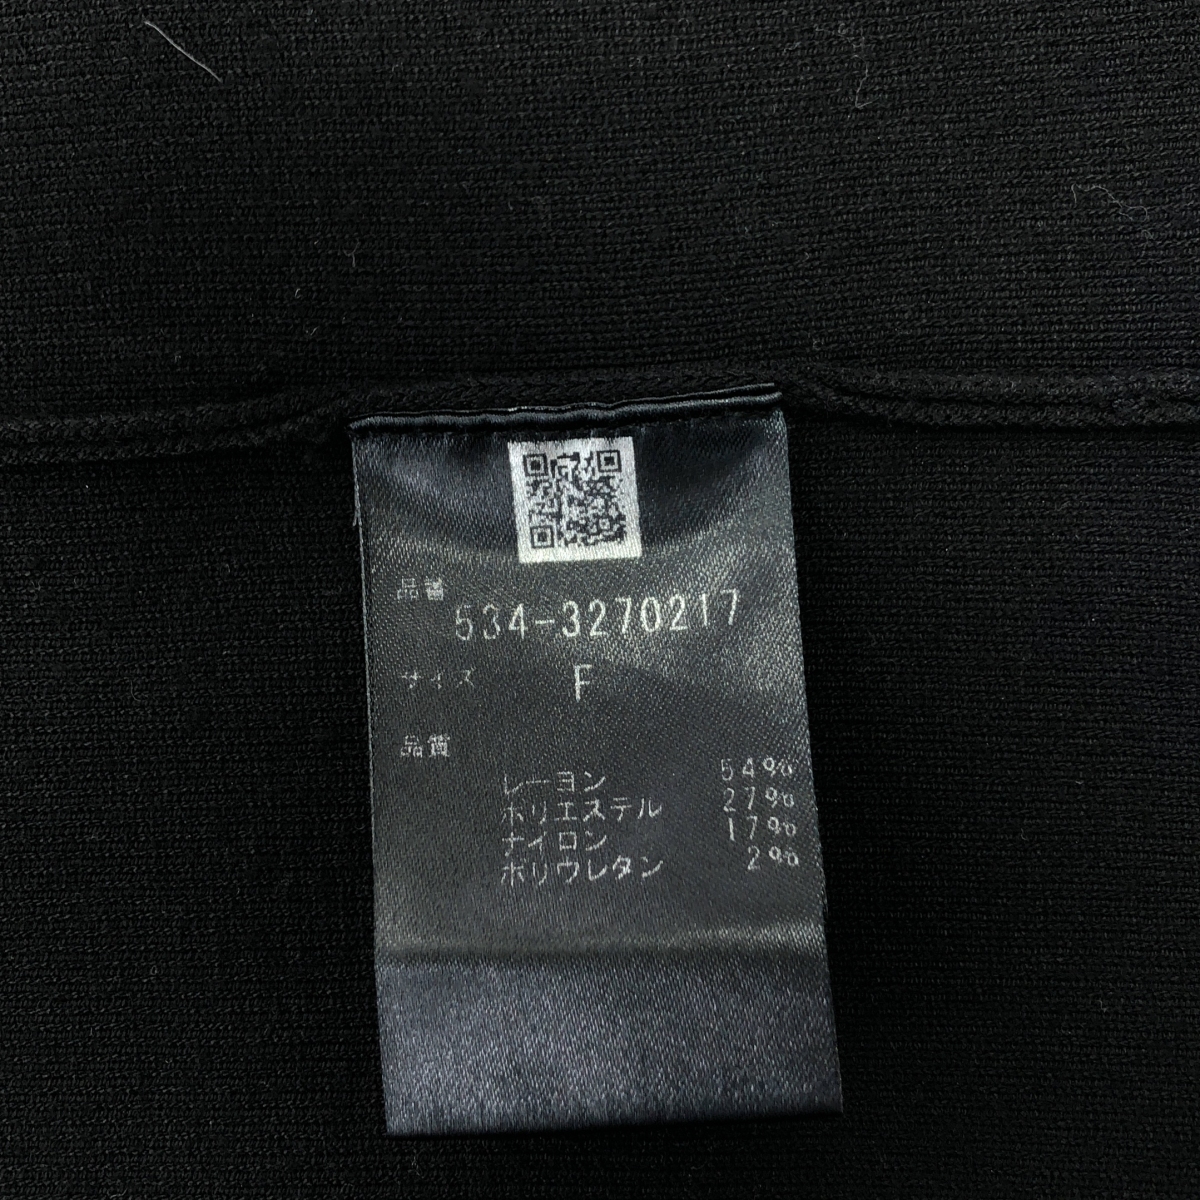 品番
534-3270217
サイズ F
品質
レーヨン 54%
ポリエステル 27%
ナイロン 17%
ポリウレタン 2%